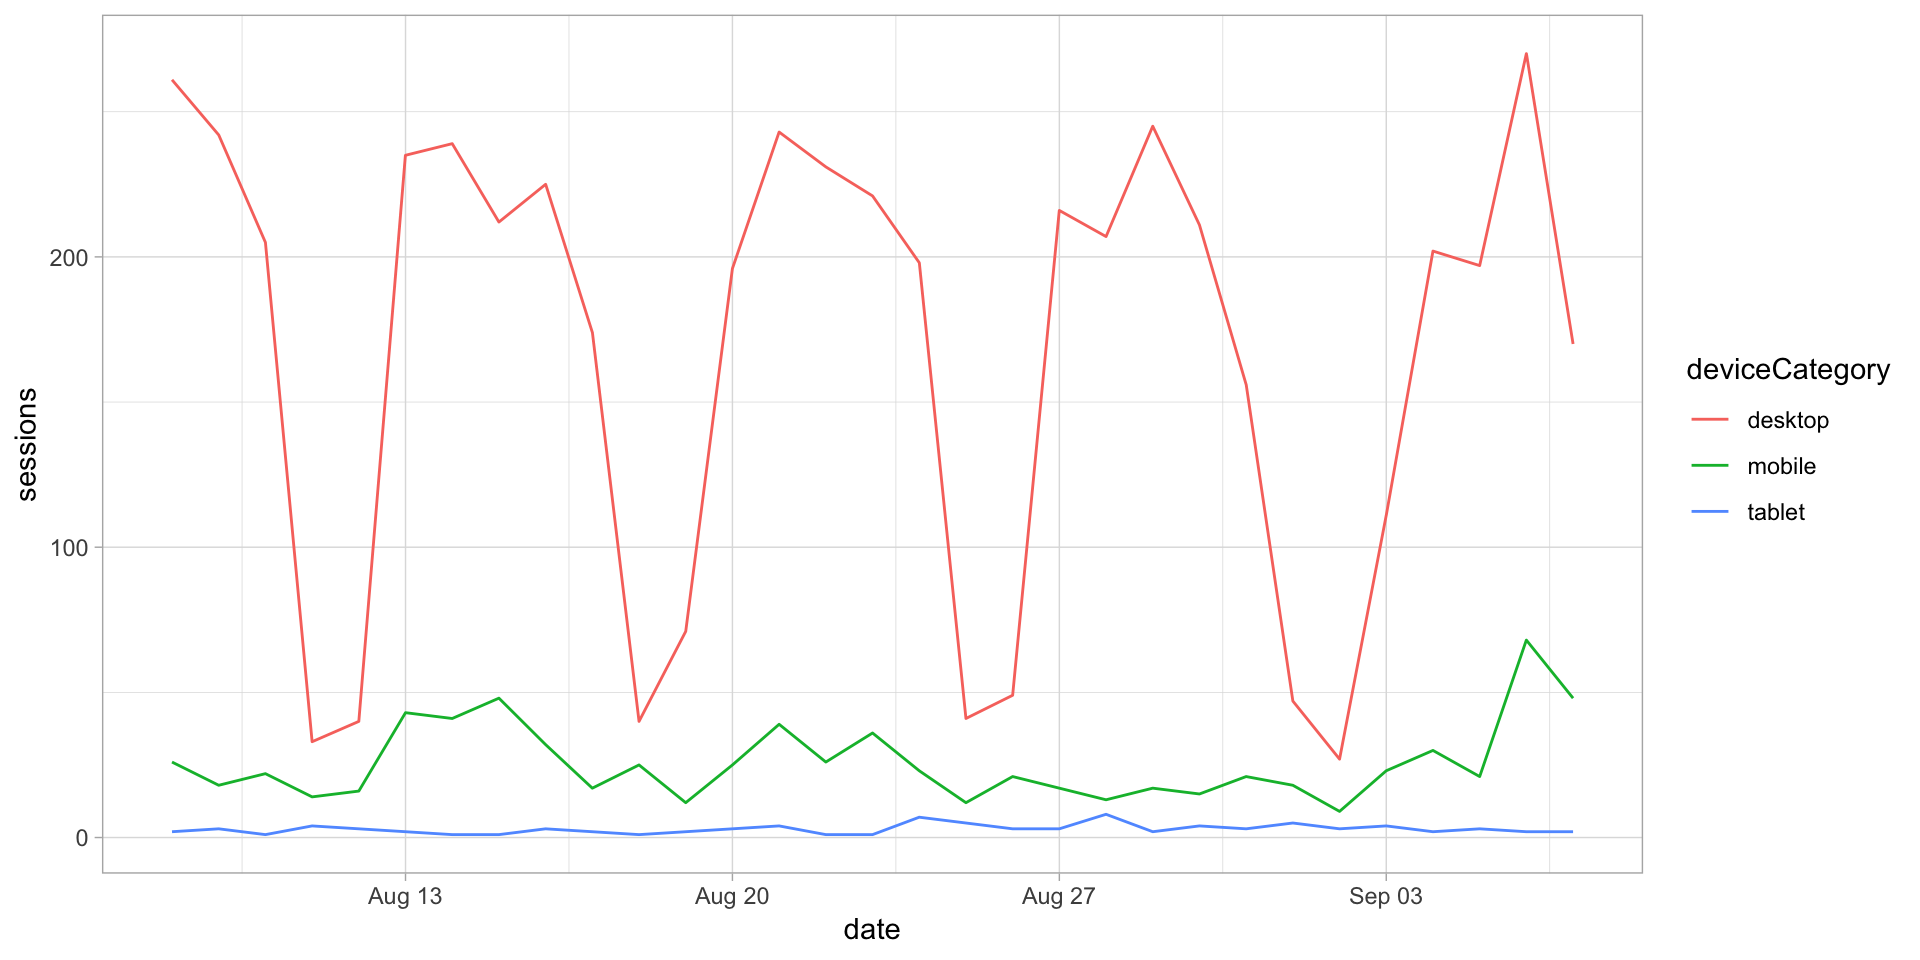 sessions
200
100
0
Aug 13
Aug 20
Aug 27
Sep 03
date
deviceCategory
desktop
mobile
tablet